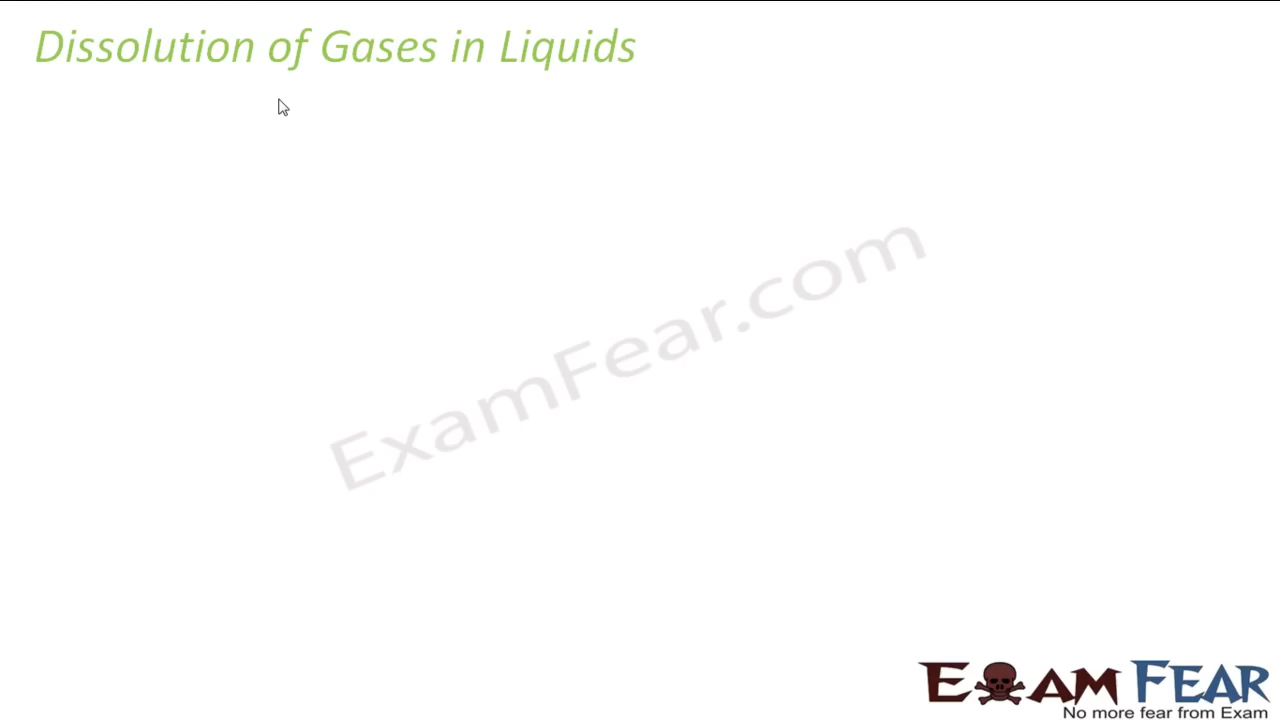 Dissolution of Gases in Liquids
ExamFear.com
EXAM FEAR
No more fear from Exam